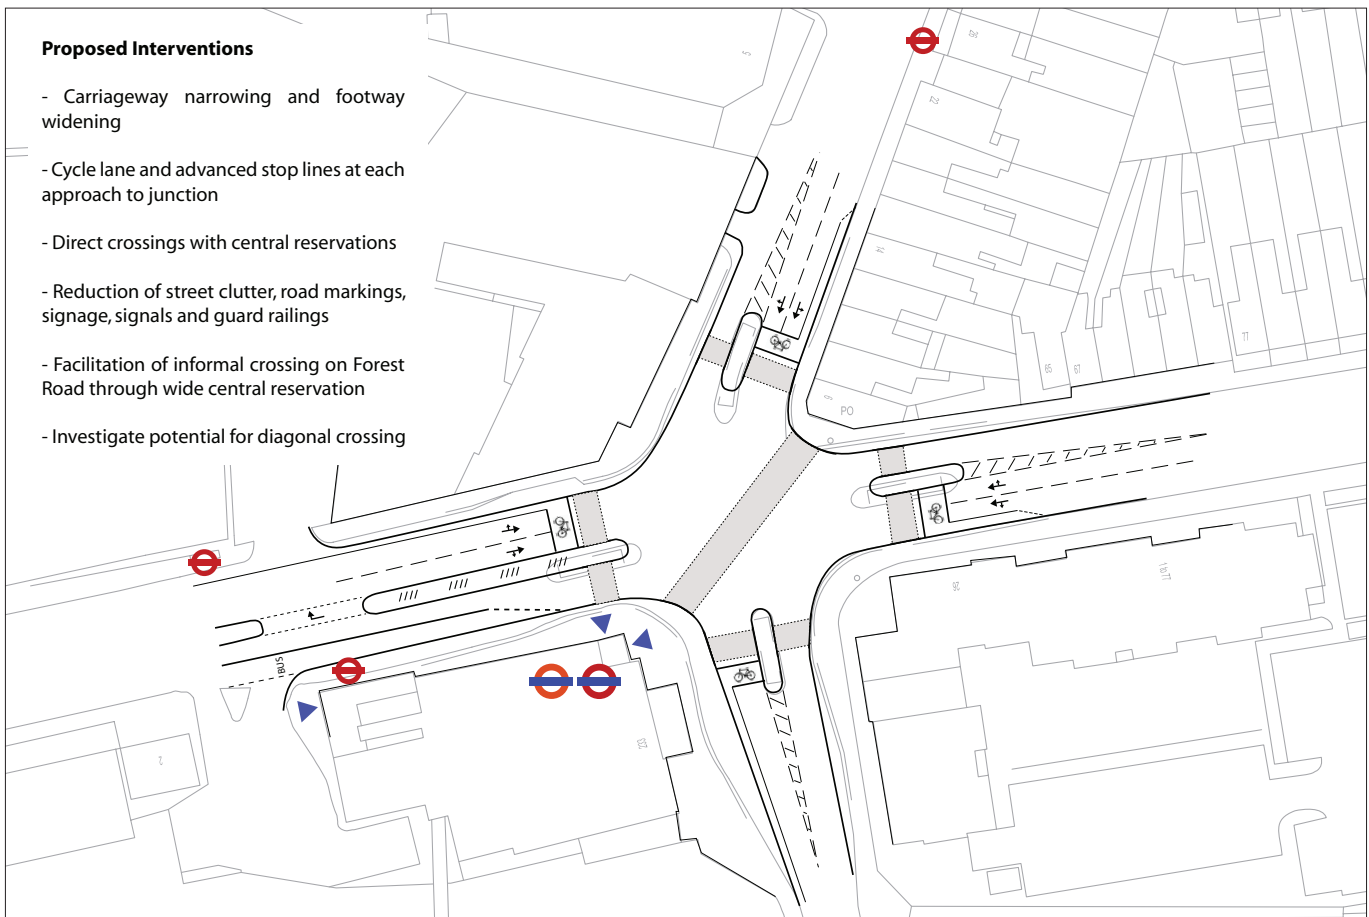 Proposed Interventions
- Carriageway narrowing and footway
widening
- Cycle lane and advanced stop lines at each
approach to junction
- Direct crossings with central reservations
- Reduction of street clutter, road markings,
signage, signals and guard railings
- Facilitation of informal crossing on Forest
Road through wide central reservation
- Investigate potential for diagonal crossing
PO
BUS